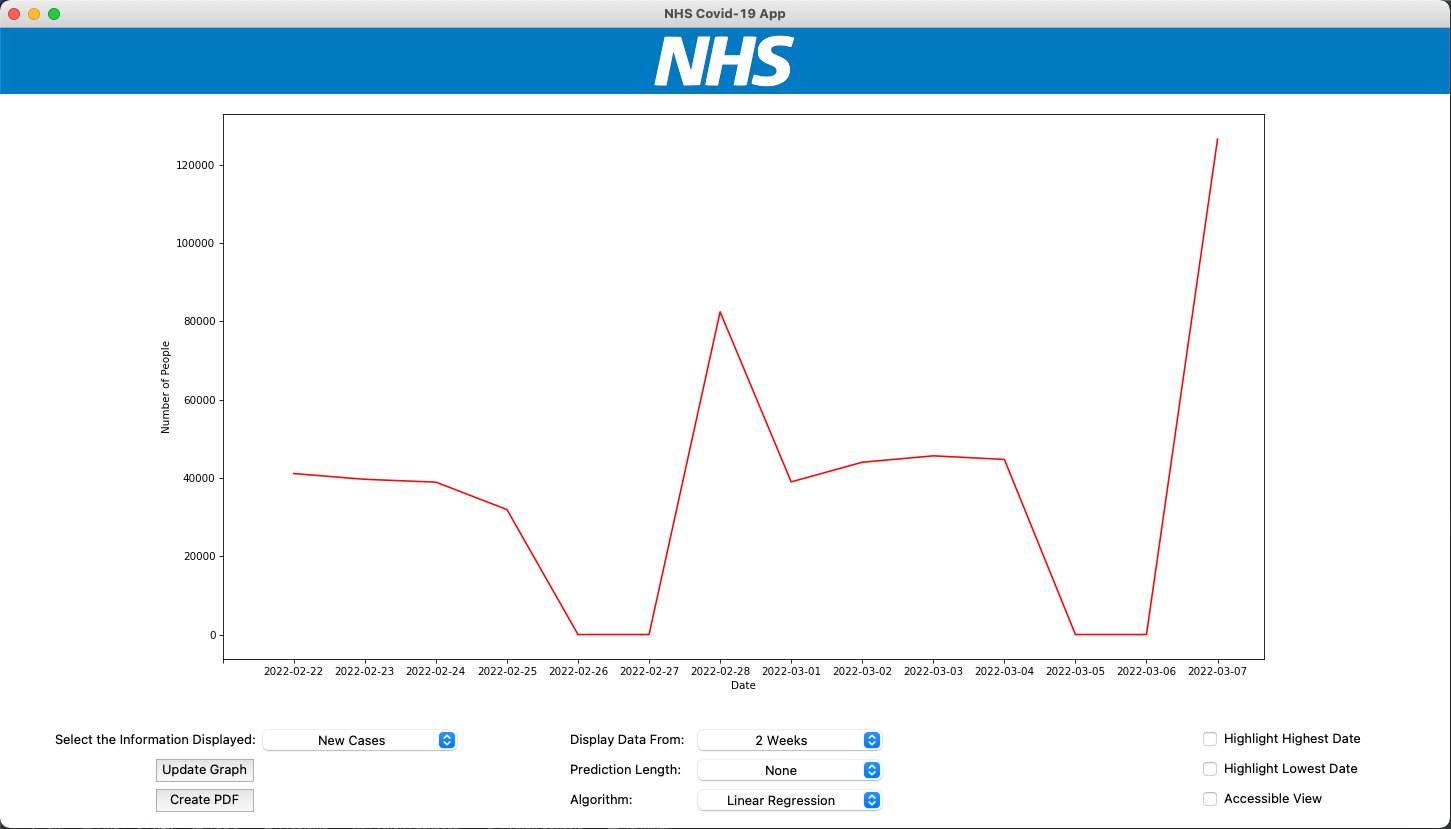 NHS Covid-19 App
NHS
120000
100000
80000
60000
40000
20000
0
Number of People
2022-02-22 2022-02-23 2022-02-24 2022-02-25 2022-02-26 2022-02-27 2022-02-28 2022-03-01 2022-03-02 2022-03-03 2022-03-04 2022-03-05 2022-03-06 2022-03-07
Date
Select the Information Displayed: New Cases Display Data From: 2 Weeks Highlight Highest Date
Update Graph Prediction Length: None Highlight Lowest Date
Create PDF Algorithm: Linear Regression Accessible View